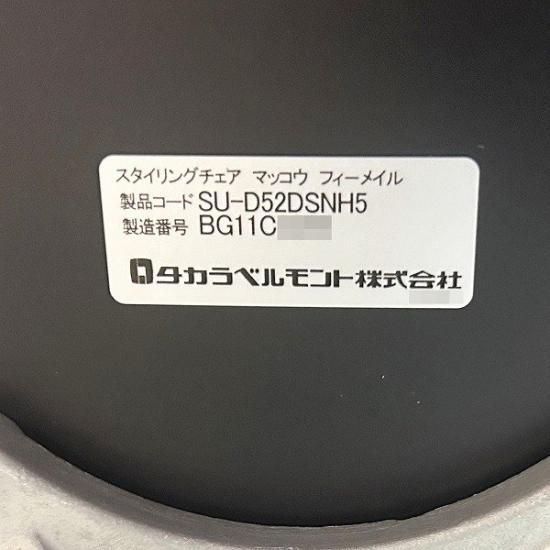 スタイリングチェア マッコウ フィーメイル
製品コード SU-D52DSNH5
製造番号 BG11C
タカラベルモント株式会社